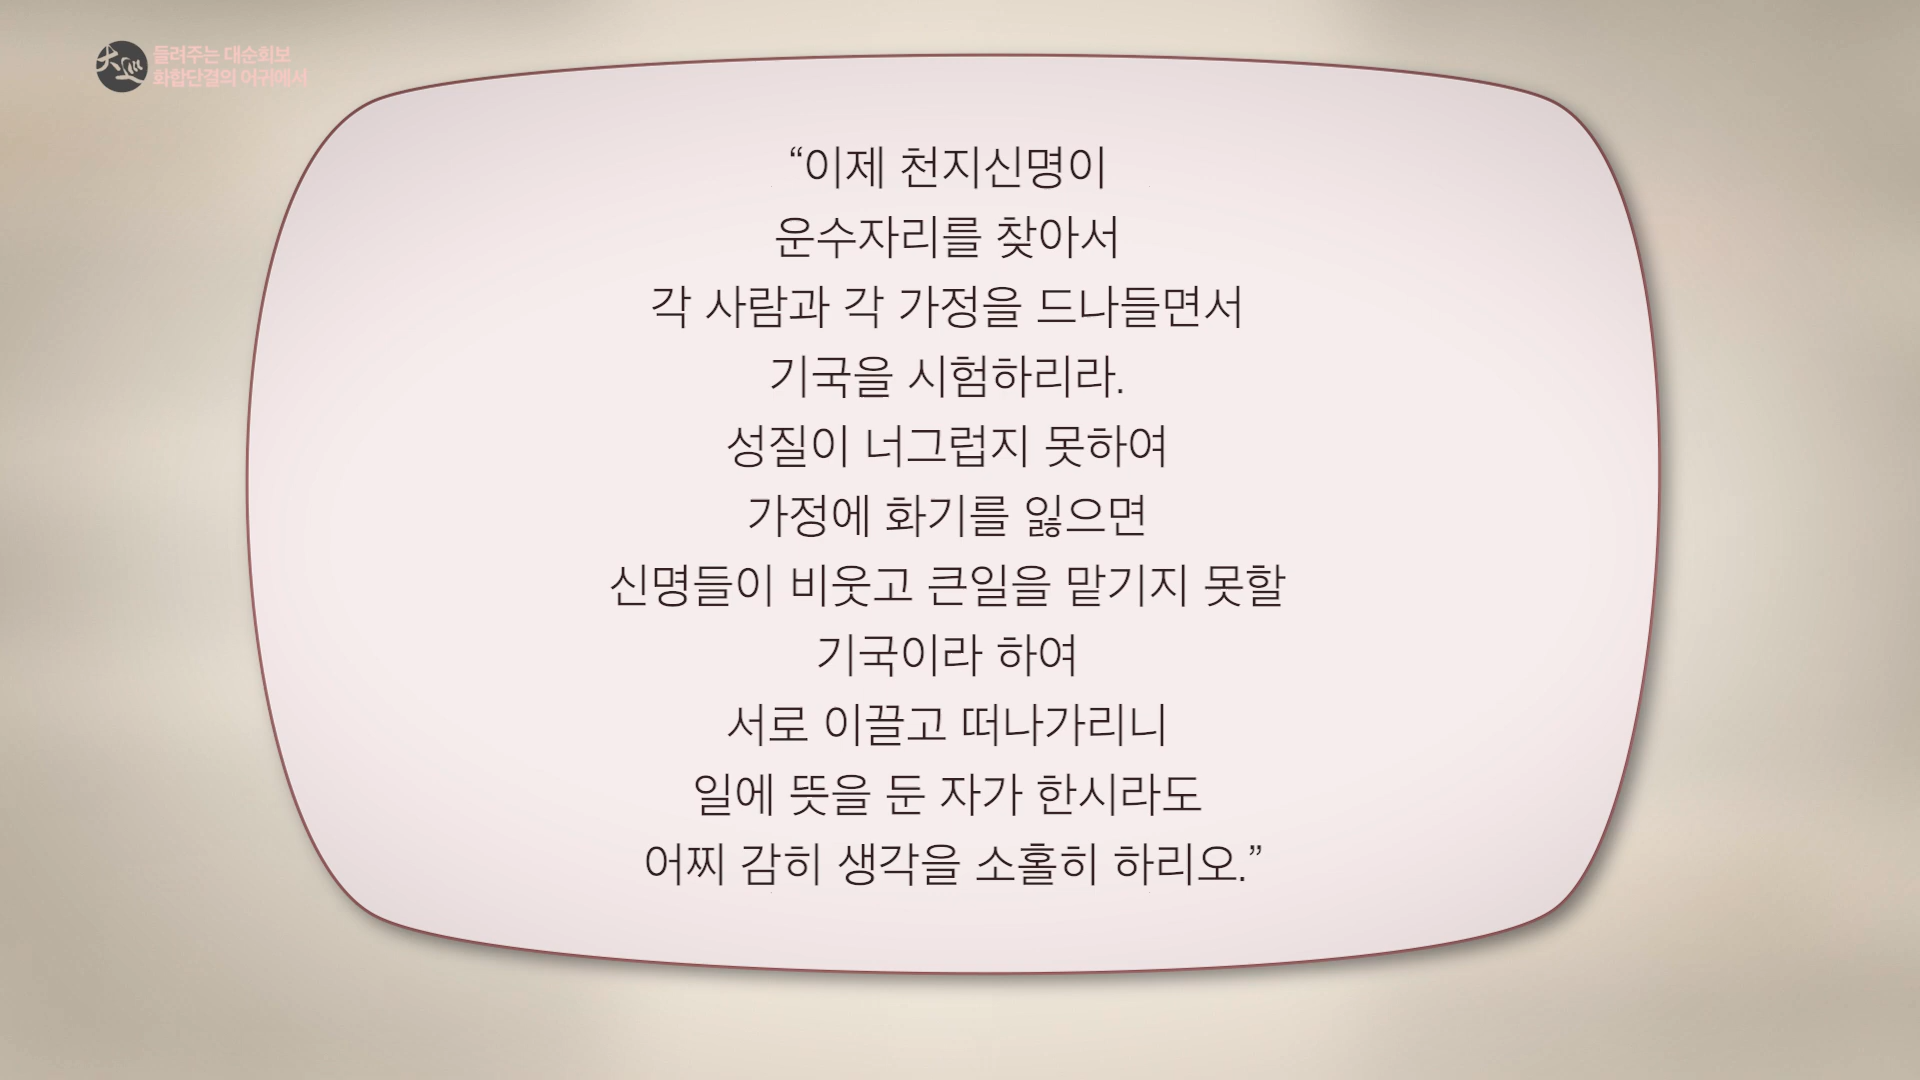 大巡
들려주는 대순회보
화합단결의 어귀에서
“이제 천지신명이
운수자리를 찾아서
각 사람과 각 가정을 드나들면서
기국을 시험하리라.
성질이 너그럽지 못하여
가정에 화기를 잃으면
신명들이 비웃고 큰일을 맡기지 못할
기국이라 하여
서로 이끌고 떠나가리니
일에 뜻을 둔 자가 한시라도
어찌 감히 생각을 소홀히 하리오.”